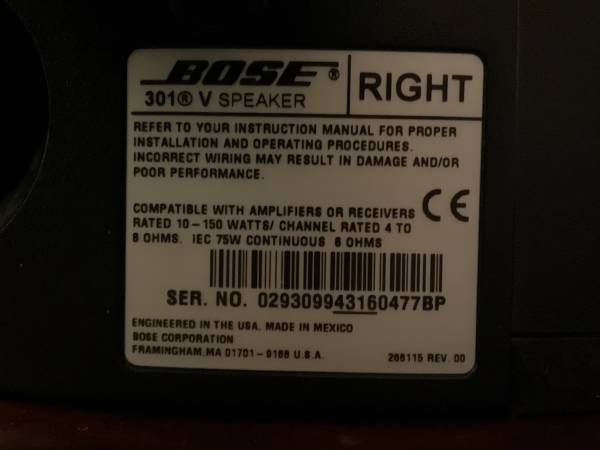 BOSE®
301® V SPEAKER
RIGHT
REFER TO YOUR INSTRUCTION MANUAL FOR PROPER
INSTALLATION AND OPERATING PROCEDURES.
INCORRECT WIRING MAY RESULT IN DAMAGE AND/OR
POOR PERFORMANCE.
COMPATIBLE WITH AMPLIFIERS OR RECEIVERS
RATED 10-150 WATTS/ CHANNEL RATED 4 TO
8 OHMS. IEC 75W CONTINUOUS 6 OHMS
CE
SER. NO. 029309943160477BP
ENGINEERED IN THE USA. MADE IN MEXICO
BOSE CORPORATION
FRAMINGHAM,MA 01701-9168 U.S.A.
266115 REV. 00